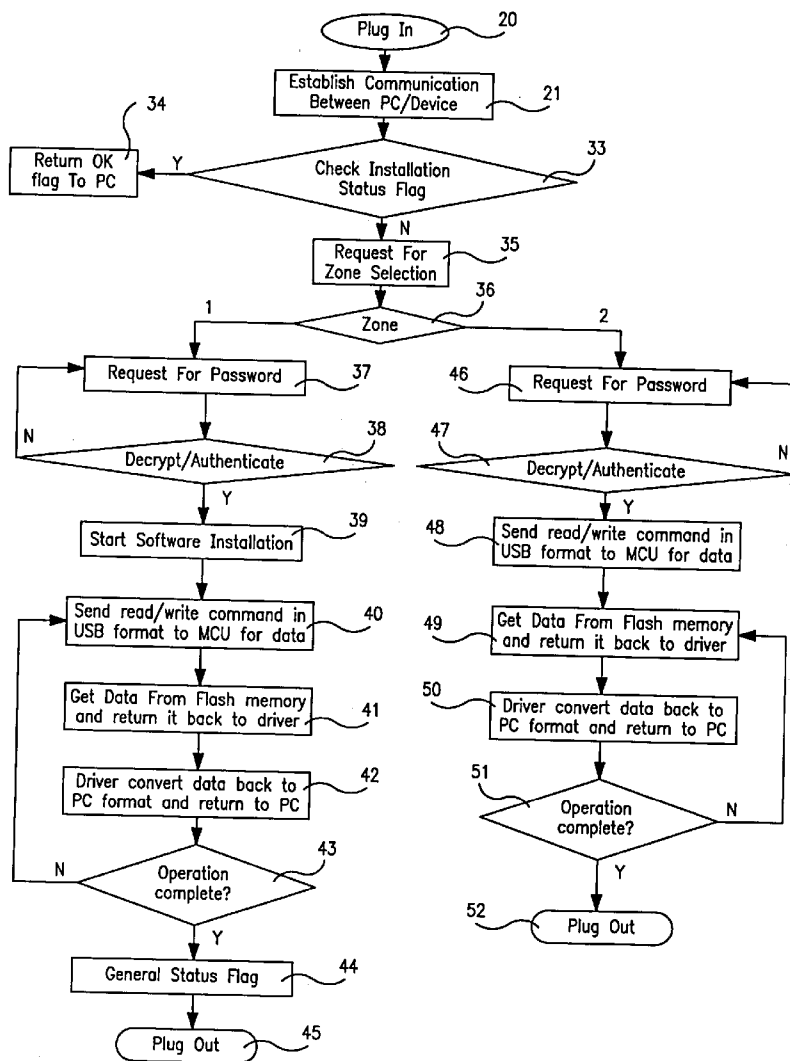 Plug In
20
Establish Communication
Between PC/Device
21
34
Return OK
flag To PC
Y
Check Installation
Status Flag
33
N
Request For
Zone Selection
35
1
Zone
36
2
Request For Password
37
N
Decrypt/Authenticate
38
Y
39
Start Software Installation
Send read/write command in
USB format to MCU for data
40
Get Data From Flash memory
and return it back to driver
41
Driver convert data back to
PC format and return to PC
42
N
Operation
complete?
43
Y
General Status Flag
44
Plug Out
45
46
Request For Password
47
Decrypt/Authenticate
N
Y
48
Send read/write command in
USB format to MCU for data
49
Get Data From Flash memory
and return it back to driver
50
Driver convert data back to
PC format and return to PC
51
Operation
complete?
N
Y
52
Plug Out